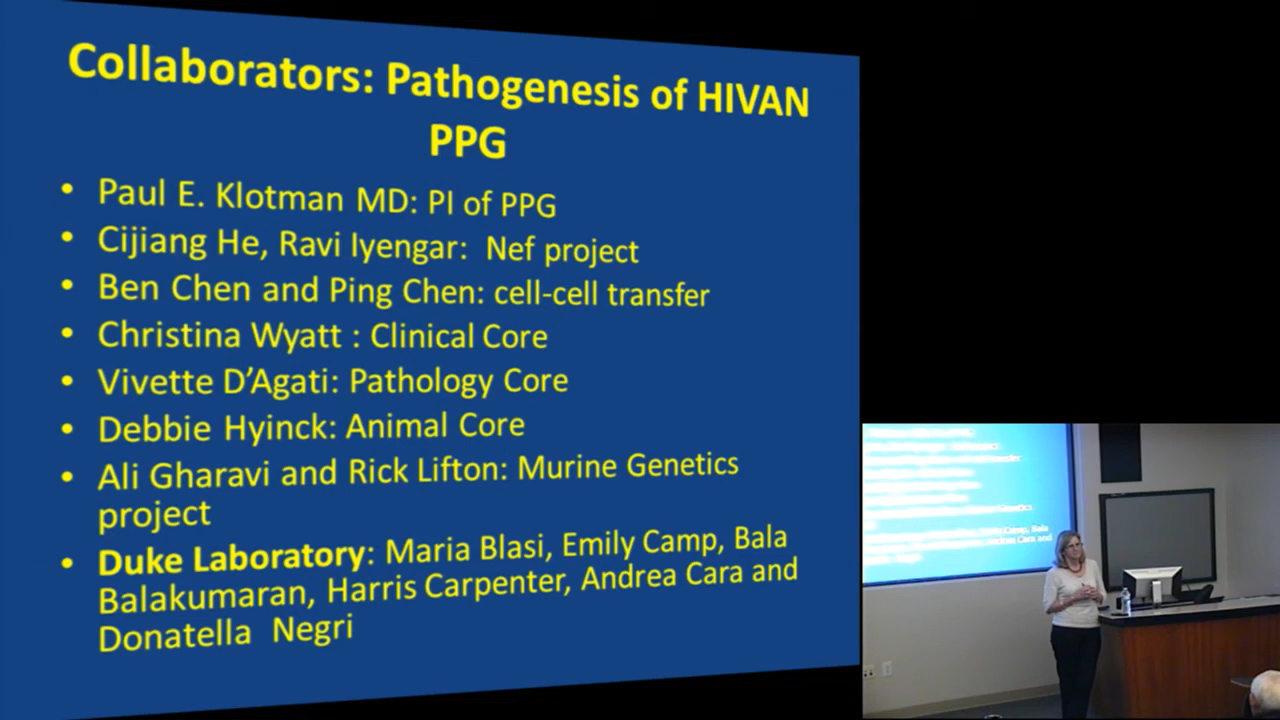 Collaborators: Pathogenesis of HIVAN
PPG
• Paul E. Klotman MD: PI of PPG
• Cijiang He, Ravi Iyengar:  Nef project
• Ben Chen and Ping Chen: cell-cell transfer
• Christina Wyatt : Clinical Core
• Vivette D’Agati: Pathology Core
• Debbie Hyinck: Animal Core
• Ali Gharavi and Rick Lifton: Murine Genetics
project
• Duke Laboratory: Maria Blasi, Emily Camp, Bala
Balakumaran, Harris Carpenter, Andrea Cara and
Donatella  Negri